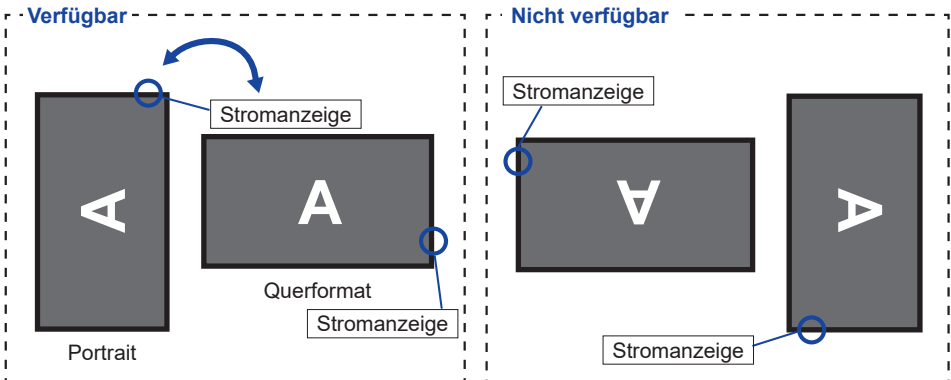 Verfügbar
Stromanzeige
A
A
Querformat
Stromanzeige
Portrait
Nicht verfügbar
Stromanzeige
A
A
Stromanzeige